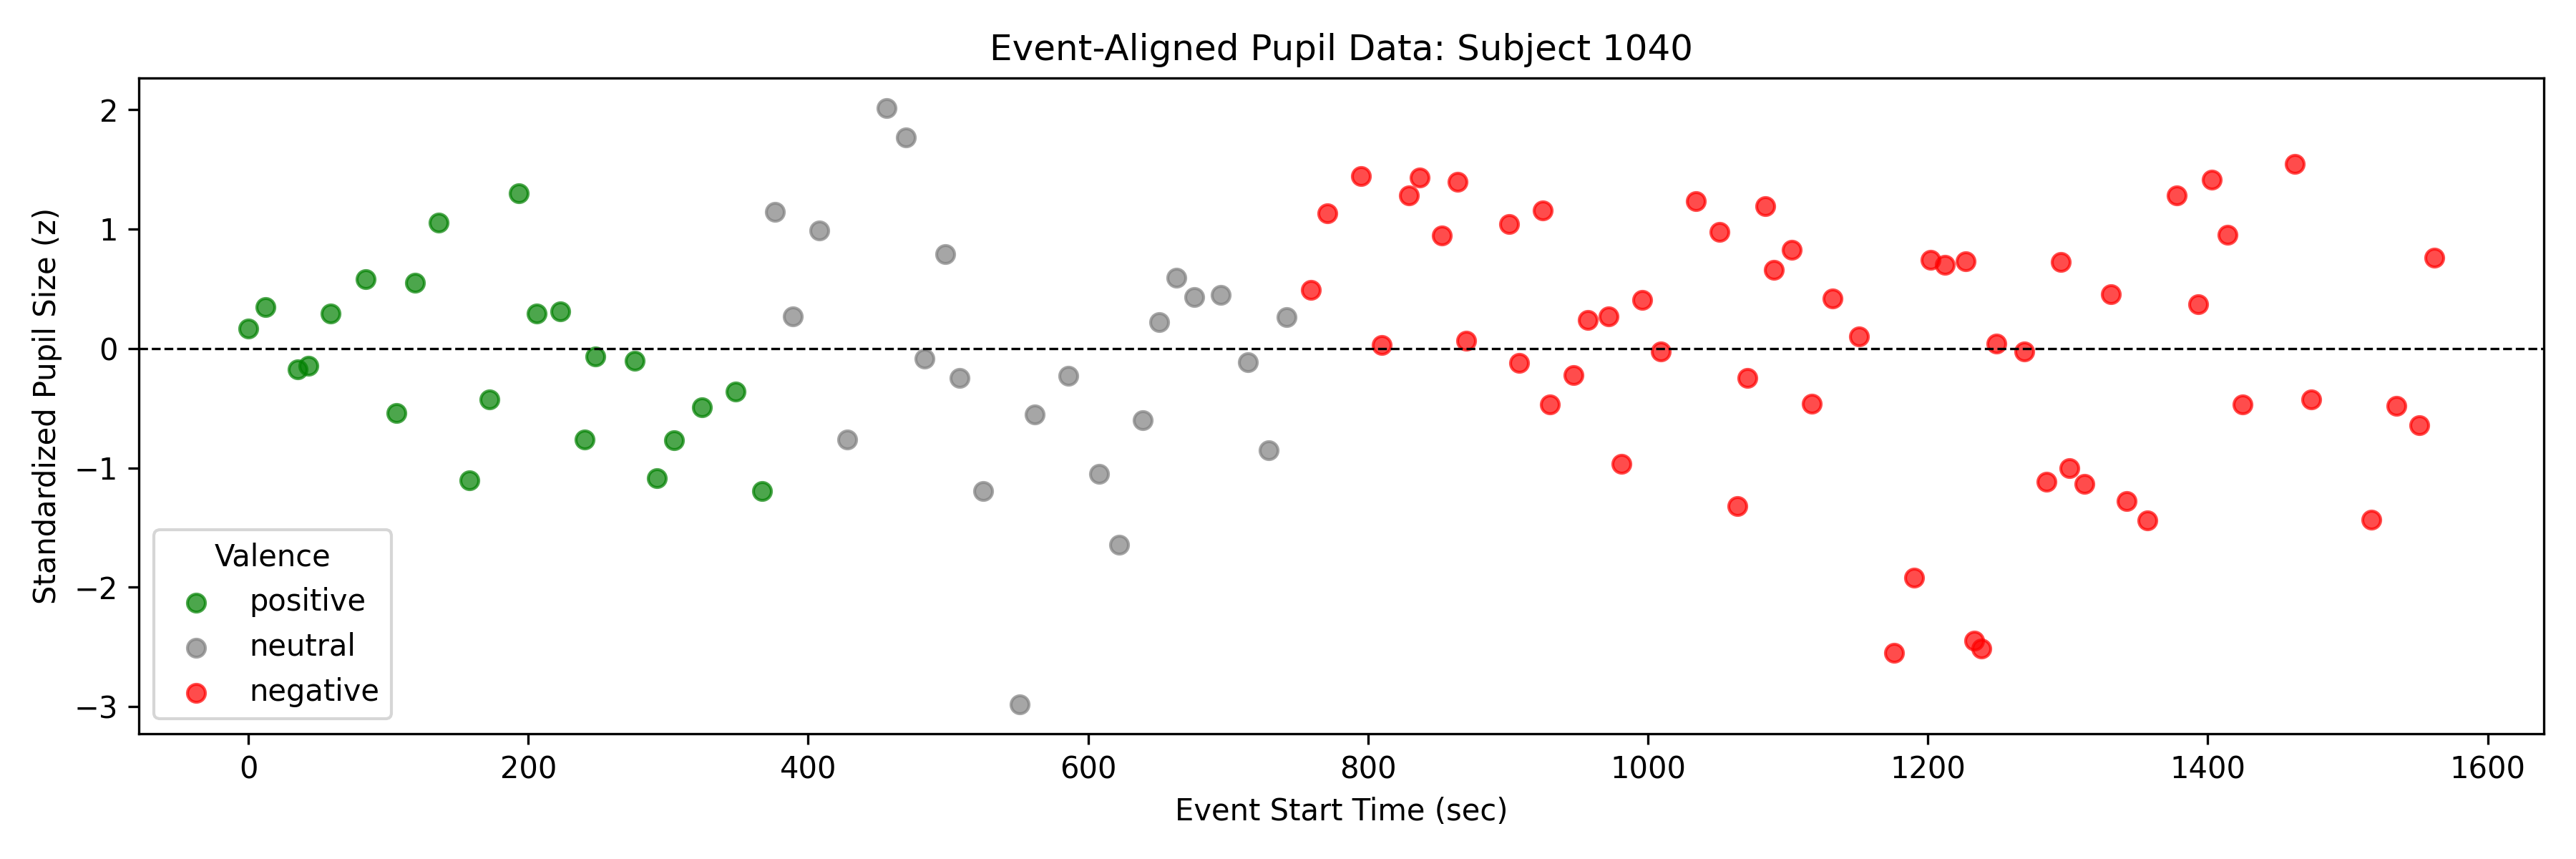 Event-Aligned Pupil Data: Subject 1040
Standardized Pupil Size (z)
2
1
0
−1
−2
−3
Valence
positive
neutral
negative
0 200 400 600 800 1000 1200 1400 1600
Event Start Time (sec)